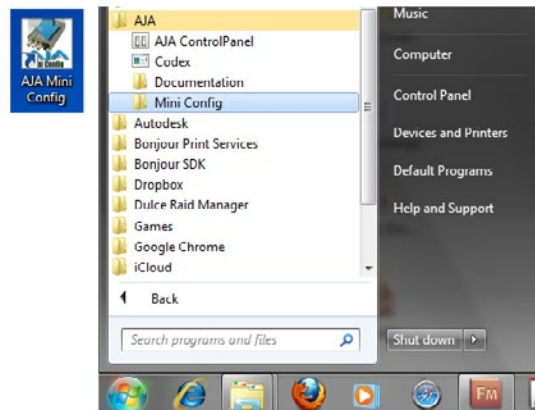 AJA Mini
Config
AJA
AJA ControlPanel
Codex
Documentation
Mini Config
Autodesk
Bonjour Print Services
Bonjour SDK
Dropbox
Dulce Raid Manager
Games
Google Chrome
iCloud
Back
Search programs and files
Music
Computer
Control Panel
Devices and Printers
Default Programs
Help and Support
Shut down
FM